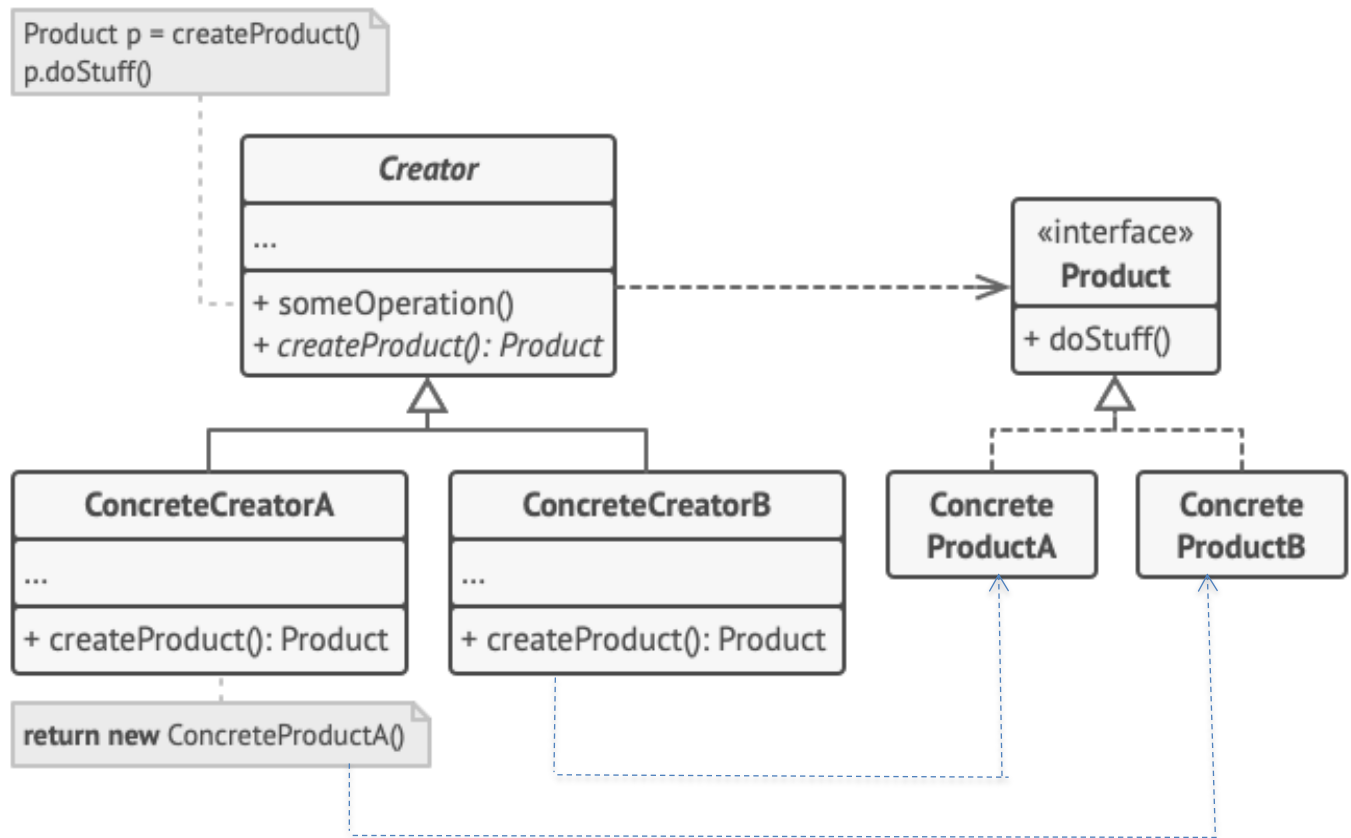 Product p = createProduct()
p.doStuff()
Creator
...
+ someOperation()
+ createProduct(): Product
«interface»
Product
+ doStuff()
ConcreteCreatorA
...
+ createProduct(): Product
ConcreteCreatorB
...
+ createProduct(): Product
Concrete
ProductA
Concrete
ProductB
return new ConcreteProductA()